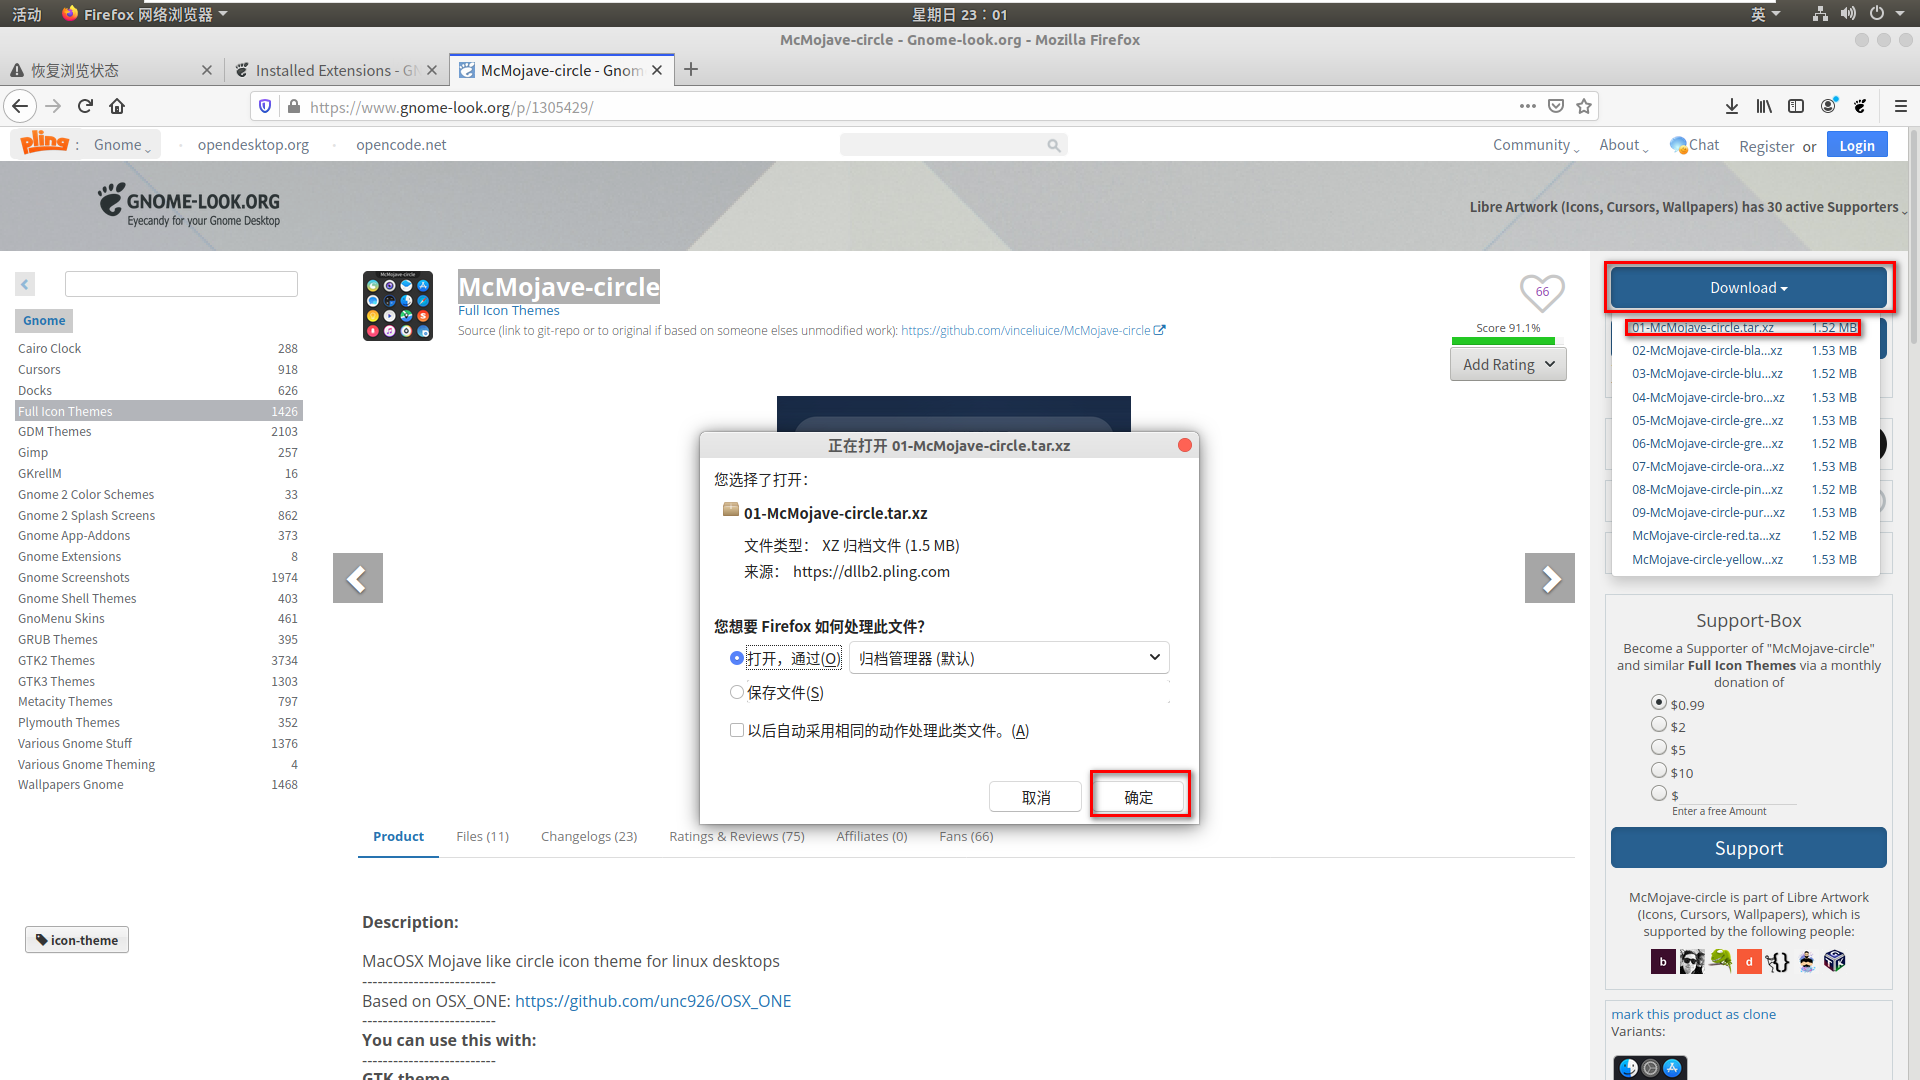 活动
Firefox 网络浏览器
星期日 23：01
英
McMojave-circle - Gnome-look.org - Mozilla Firefox
恢复浏览状态
Installed Extensions - GN
McMojave-circle - Gnom
https://www.gnome-look.org/p/1305429/
pling : Gnome
opendesktop.org
opencode.net
Community
About
Chat
Register or
Login
GNOME-LOOK.ORG
Eyecandy for your Gnome Desktop
Libre Artwork (Icons, Cursors, Wallpapers) has 30 active Supporters
Gnome
Cairo Clock 288
Cursors 918
Docks 626
Full Icon Themes 1426
GDM Themes 2103
Gimp 257
GKrellM 16
Gnome 2 Color Schemes 33
Gnome 2 Splash Screens 862
Gnome App-Addons 373
Gnome Extensions 8
Gnome Screenshots 1974
Gnome Shell Themes 403
GnoMenu Skins 461
GRUB Themes 395
GTK2 Themes 3734
GTK3 Themes 1303
Metacity Themes 797
Plymouth Themes 352
Various Gnome Stuff 1376
Various Gnome Theming 4
Wallpapers Gnome 1468
icon-theme
McMojave-circle
McMojave-circle
Full Icon Themes
Source (link to git-repo or to original if based on someone elses unmodified work): https://github.com/vinceliuice/McMojave-circle
66
Score 91.1%
Add Rating
正在打开 01-McMojave-circle.tar.xz
您选择了打开：
01-McMojave-circle.tar.xz
文件类型： XZ 归档文件 (1.5 MB)
来源： https://dllb2.pling.com
您想要 Firefox 如何处理此文件？
打开，通过(O) 归档管理器 (默认)
保存文件(S)
以后自动采用相同的动作处理此类文件。(A)
取消
确定
Product
Files (11)
Changelogs (23)
Ratings & Reviews (75)
Affiliates (0)
Fans (66)
Description:
MacOSX Mojave like circle icon theme for linux desktops
--------------------------
Based on OSX_ONE: https://github.com/unc926/OSX_ONE
--------------------------
You can use this with:
--------------------------
GTK theme
Download
01-McMojave-circle.tar.xz 1.52 MB
02-McMojave-circle-bla...xz 1.53 MB
03-McMojave-circle-blu...xz 1.52 MB
04-McMojave-circle-bro...xz 1.53 MB
05-McMojave-circle-gre...xz 1.53 MB
06-McMojave-circle-gre...xz 1.52 MB
07-McMojave-circle-ora...xz 1.53 MB
08-McMojave-circle-pin...xz 1.52 MB
09-McMojave-circle-pur...xz 1.53 MB
McMojave-circle-red.ta...xz 1.52 MB
McMojave-circle-yellow...xz 1.53 MB
Support-Box
Become a Supporter of "McMojave-circle"
and similar Full Icon Themes via a monthly
donation of
$0.99
$2
$5
$10
$
Enter a free Amount
Support
McMojave-circle is part of Libre Artwork
(Icons, Cursors, Wallpapers), which is
supported by the following people:
b
d
mark this product as clone
Variants: